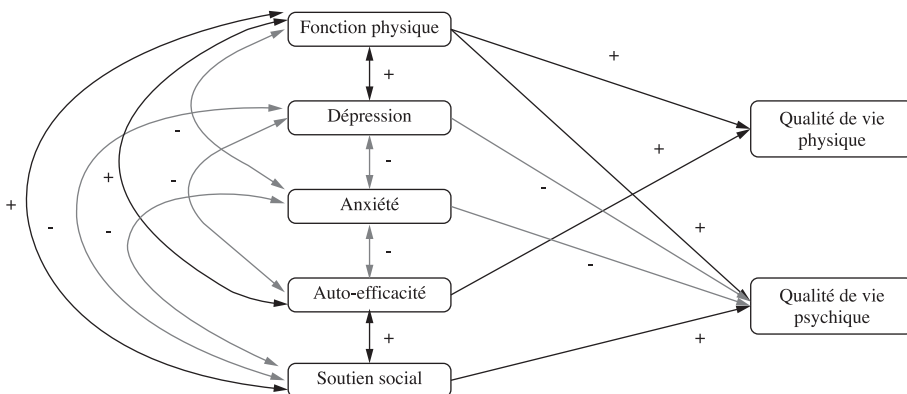 Fonction physique
+
+
-
Dépression
Qualité de vie
physique
-
+
-
+
-
-
Anxiété
+
-
-
+
-
-
Auto-efficacité
Qualité de vie
psychique
+
+
Soutien social